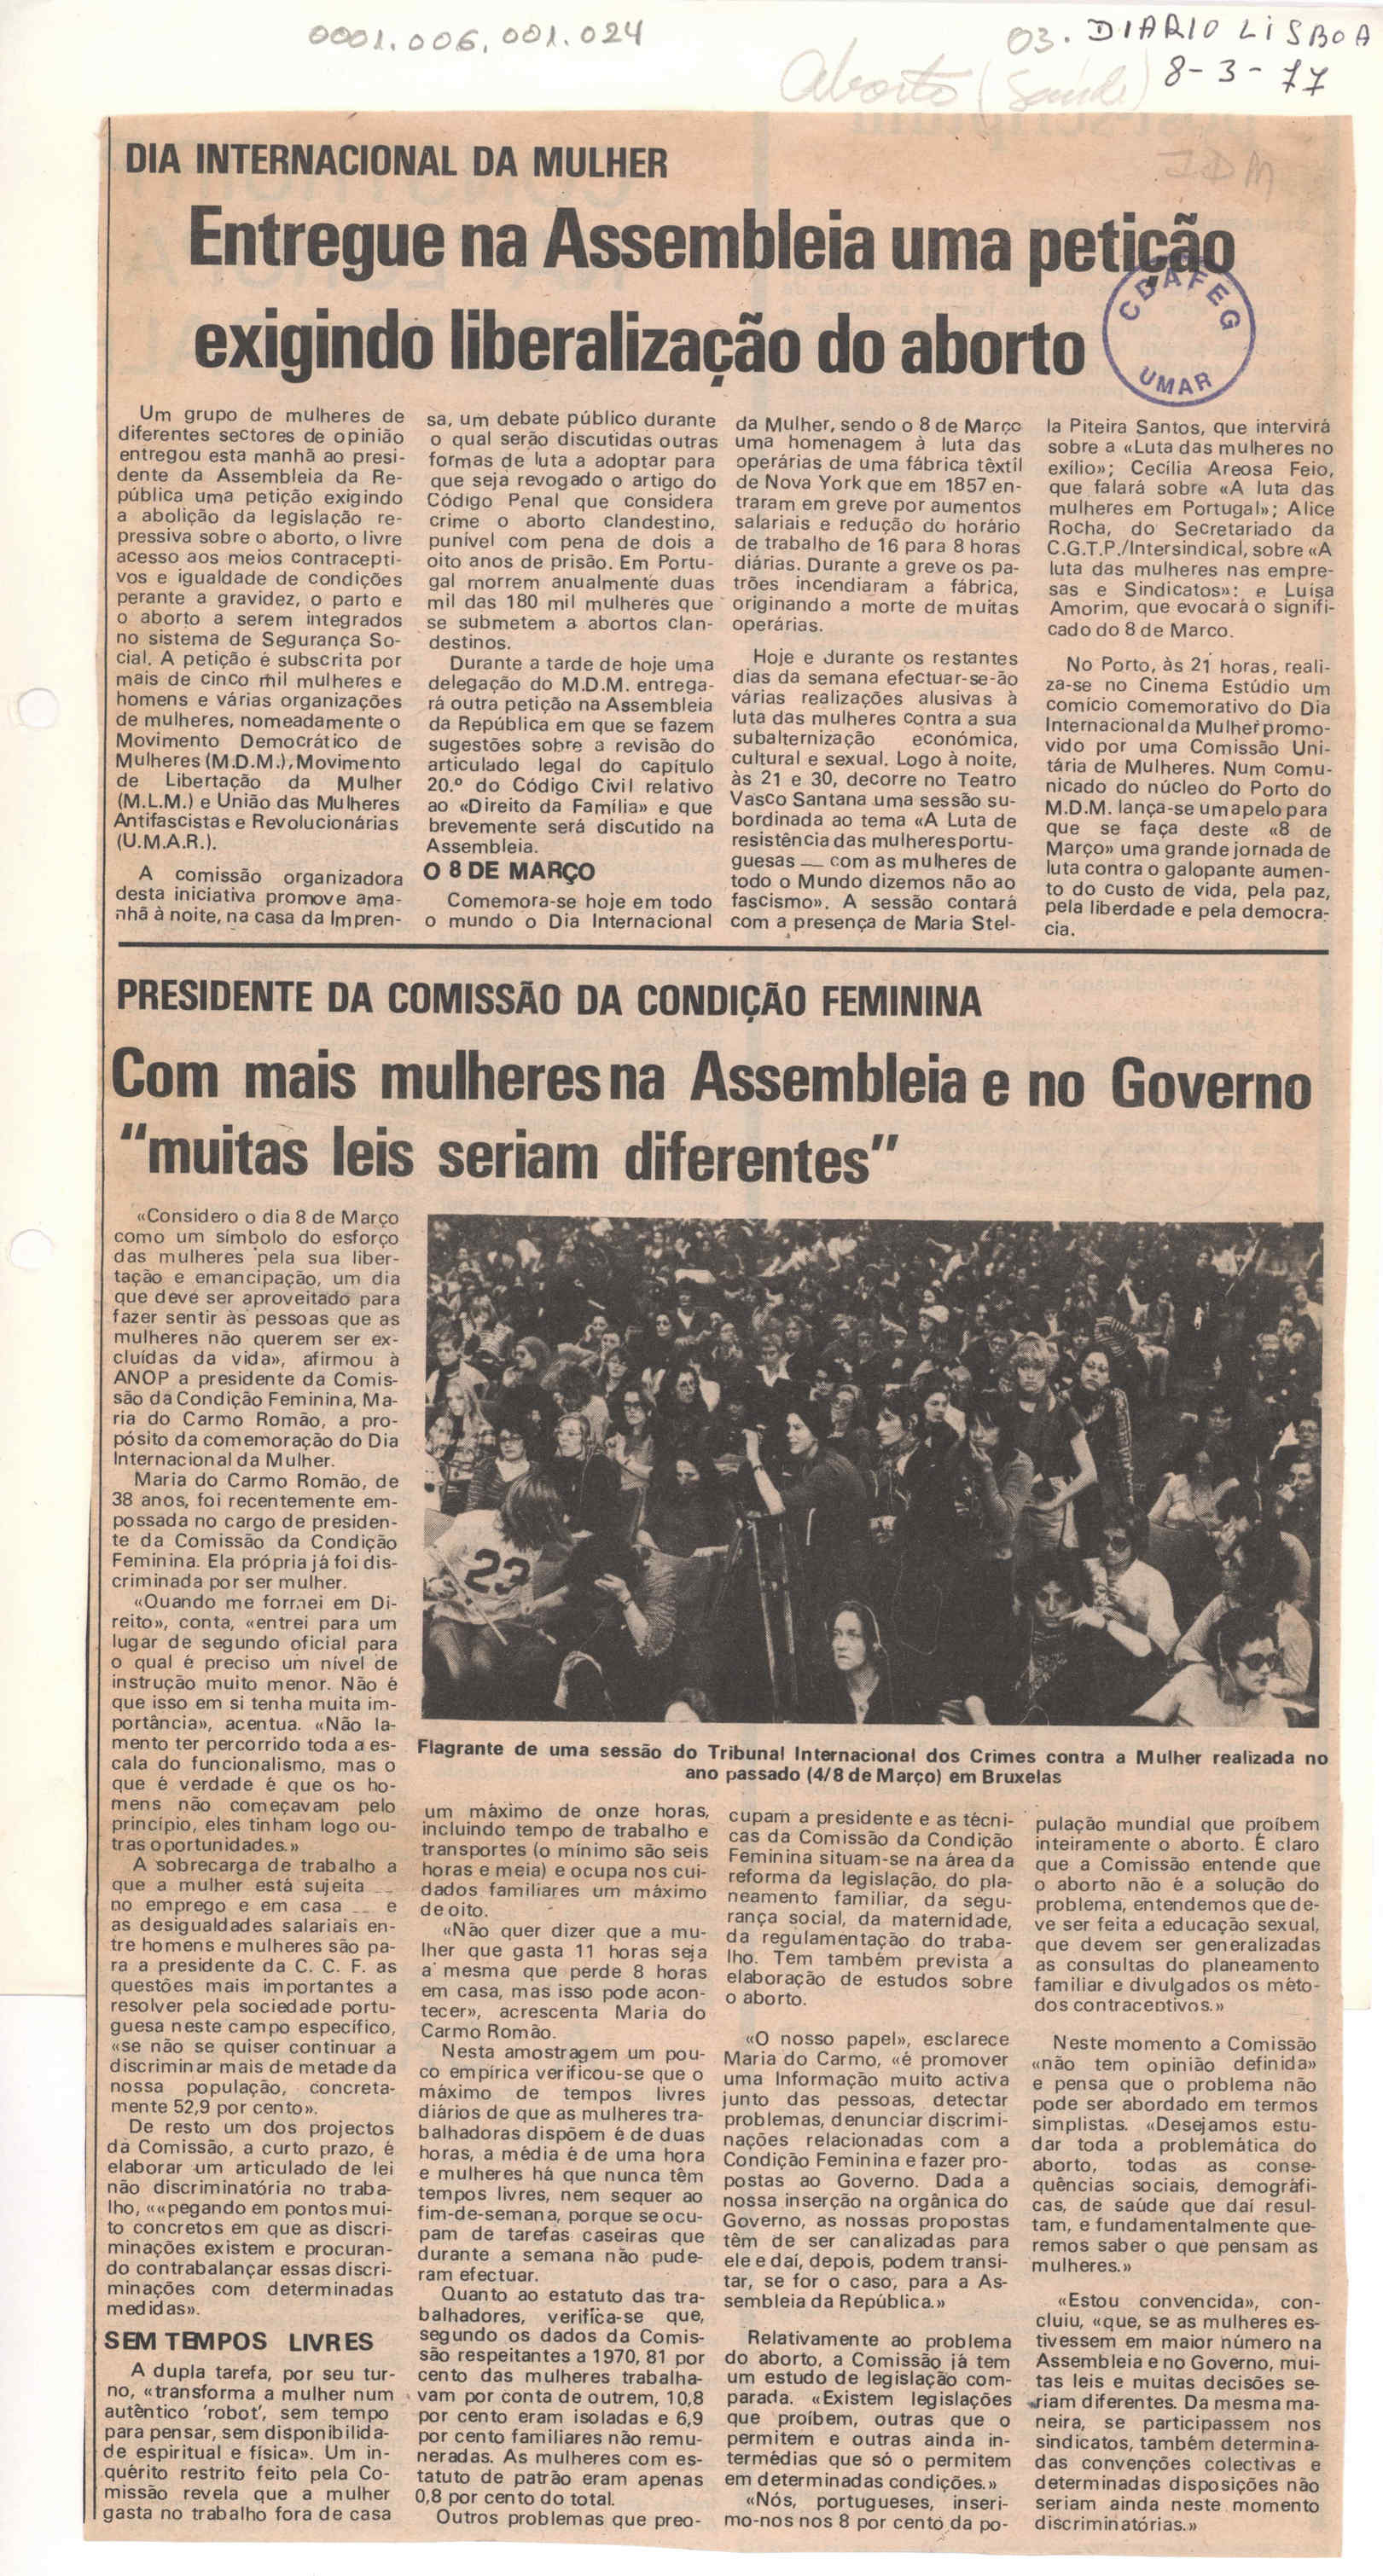 0001.006.001.024
03. DIARIO LISBOA
8-3-77
Aborto (Saúde)
IDM
DIA INTERNACIONAL DA MULHER
Entregue na Assembleia uma petição
exigindo liberalização do aborto
CDAFEG
UMAR
Um grupo de mulheres de
diferentes sectores de opinião
entregou esta manhã ao presi-
dente da Assembleia da Re-
pública uma petição exigindo
a abolição da legislação re-
pressiva sobre o aborto, o livre
acesso aos meios contracepti-
vos e igualdade de condições
perante a gravidez, o parto e
o aborto a serem integrados
no sistema de Segurança So-
cial. A petição é subscrita por
mais de cinco mil mulheres e
homens e várias organizações
de mulheres, nomeadamente o
Movimento Democrático de
Mulheres (M.D.M.), Movimento
de Libertação da Mulher
(M.L.M.) e União das Mulheres
Antifascistas e Revolucionárias
(U.M.A.R.).
A comissão organizadora
desta iniciativa promove ama-
nhã à noite, na casa da Impren-
sa, um debate público durante
o qual serão discutidas outras
formas de luta a adoptar para
que seja revogado o artigo do
Código Penal que considera
crime o aborto clandestino,
punível com pena de dois a
oito anos de prisão. Em Portu-
gal morrem anualmente duas
mil das 180 mil mulheres que
se submetem a abortos clan-
destinos.
Durante a tarde de hoje uma
delegação do M.D.M. entrega-
rá outra petição na Assembleia
da República em que se fazem
sugestões sobre a revisão do
articulado legal do capítulo
20.º do Código Civil relativo
ao «Direito da Família» e que
brevemente será discutido na
Assembleia.
O 8 DE MARÇO
Comemora-se hoje em todo
o mundo o Dia Internacional
da Mulher, sendo o 8 de Março
uma homenagem à luta das
operárias de uma fábrica têxtil
de Nova York que em 1857 en-
traram em greve por aumentos
salariais e redução do horário
de trabalho de 16 para 8 horas
diárias. Durante a greve os pa-
trões incendiaram a fábrica,
originando a morte de muitas
operárias.
Hoje e durante os restantes
dias da semana efectuar-se-ão
várias realizações alusivas à
luta das mulheres contra a sua
subalternização económica,
cultural e sexual. Logo à noite,
às 21 e 30, decorre no Teatro
Vasco Santana uma sessão su-
bordinada ao tema «A Luta de
resistência das mulheres portu-
guesas — com as mulheres de
todo o Mundo dizemos não ao
fascismo». A sessão contará
com a presença de Maria Stel-
la Piteira Santos, que intervirá
sobre a «Luta das mulheres no
exílio»; Cecília Areosa Feio,
que falará sobre «A luta das
mulheres em Portugal»; Alice
Rocha, do Secretariado da
C.G.T.P./Intersindical, sobre «A
luta das mulheres nas empre-
sas e Sindicatos»: e Luisa
Amorim, que evocará o signifi-
cado do 8 de Marco.
No Porto, às 21 horas, reali-
za-se no Cinema Estúdio um
comício comemorativo do Dia
Internacional da Mulher promo-
vido por uma Comissão Uni-
tária de Mulheres. Num comu-
nicado do núcleo do Porto do
M.D.M. lança-se um apelo para
que se faça deste «8 de
Março» uma grande jornada de
luta contra o galopante aumen-
to do custo de vida, pela paz,
pela liberdade e pela democra-
cia.
PRESIDENTE DA COMISSÃO DA CONDIÇÃO FEMININA
Com mais mulheres na Assembleia e no Governo
"muitas leis seriam diferentes"
«Considero o dia 8 de Março
como um símbolo do esforço
das mulheres pela sua liber-
tação e emancipação, um dia
que deve ser aproveitado para
fazer sentir às pessoas que as
mulheres não querem ser ex-
cluídas da vida», afirmou à
ANOP a presidente da Comis-
são da Condição Feminina, Ma-
ria do Carmo Romão, a pro-
pósito da comemoração do Dia
Internacional da Mulher.
Maria do Carmo Romão, de
38 anos, foi recentemente em-
possada no cargo de presiden-
te da Comissão da Condição
Feminina. Ela própria já foi dis-
criminada por ser mulher.
«Quando me formei em Di-
reito», conta, «entrei para um
lugar de segundo oficial para
o qual é preciso um nível de
instrução muito menor. Não é
que isso em si tenha muita im-
portância», acentua. «Não la-
mento ter percorrido toda a es-
cala do funcionalismo, mas o
que é verdade é que os ho-
mens não começavam pelo
princípio, eles tinham logo ou-
tras oportunidades.»
A sobrecarga de trabalho a
que a mulher está sujeita —
no emprego e em casa — e
as desigualdades salariais en-
tre homens e mulheres são pa-
ra a presidente da C. C. F. as
questões mais importantes a
resolver pela sociedade portu-
guesa neste campo específico,
«se não se quiser continuar a
discriminar mais de metade da
nossa população, concreta-
mente 52,9 por cento».
De resto um dos projectos
da Comissão, a curto prazo, é
elaborar um articulado de lei
não discriminatória no traba-
lho, ««pegando em pontos mui-
to concretos em que as discri-
minações existem e procuran-
do contrabalançar essas discri-
minações com determinadas
medidas».
SEM TEMPOS LIVRES
A dupla tarefa, por seu tur-
no, «transforma a mulher num
autêntico 'robot', sem tempo
para pensar, sem disponibilida-
de espiritual e física». Um in-
quérito restrito feito pela Co-
missão revela que a mulher
gasta no trabalho fora de casa
23
Flagrante de uma sessão do Tribunal Internacional dos Crimes contra a Mulher realizada no
ano passado (4/8 de Março) em Bruxelas
um máximo de onze horas,
incluindo tempo de trabalho e
transportes (o mínimo são seis
horas e meia) e ocupa nos cui-
dados familiares um máximo
de oito.
«Não quer dizer que a mu-
lher que gasta 11 horas seja
a mesma que perde 8 horas
em casa, mas isso pode acon-
tecer», acrescenta Maria do
Carmo Romão.
Nesta amostragem um pou-
co empírica verificou-se que o
máximo de tempos livres
diários de que as mulheres tra-
balhadoras dispõem é de duas
horas, a média é de uma hora
e mulheres há que nunca têm
tempos livres, nem sequer ao
fim-de-semana, porque se ocu-
pam de tarefas caseiras que
durante a semana não pude-
ram efectuar.
Quanto ao estatuto das tra-
balhadores, verifica-se que,
segundo os dados da Comis-
são respeitantes a 1970, 81 por
cento das mulheres trabalha-
vam por conta de outrem, 10,8
por cento eram isoladas e 6,9
por cento familiares não remu-
neradas. As mulheres com es-
tatuto de patrão eram apenas
0,8 por cento do total.
Outros problemas que preo-
cupam a presidente e as técni-
cas da Comissão da Condição
Feminina situam-se na área da
reforma da legislação, do pla-
neamento familiar, da segu-
rança social, da maternidade,
da regulamentação do traba-
lho. Tem também prevista a
elaboração de estudos sobre
o aborto.
«O nosso papel», esclarece
Maria do Carmo, «é promover
uma Informação muito activa
junto das pessoas, detectar
problemas, denunciar discrimi-
nações relacionadas com a
Condição Feminina e fazer pro-
postas ao Governo. Dada a
nossa inserção na orgânica do
Governo, as nossas propostas
têm de ser canalizadas para
ele e daí, depois, podem transi-
tar, se for o caso, para a As-
sembleia da República.»
Relativamente ao problema
do aborto, a Comissão já tem
um estudo de legislação com-
parada. «Existem legislações
que proíbem, outras que o
permitem e outras ainda in-
termédias que só o permitem
em determinadas condições.»
«Nós, portugueses, inseri-
mo-nos nos 8 por cento da po-
pulação mundial que proíbem
inteiramente o aborto. É claro
que a Comissão entende que
o aborto não é a solução do
problema, entendemos que de-
ve ser feita a educação sexual,
que devem ser generalizadas
as consultas do planeamento
familiar e divulgados os méto-
dos contraceptivos.»
Neste momento a Comissão
«não tem opinião definida»
e pensa que o problema não
pode ser abordado em termos
simplistas. «Desejamos estu-
dar toda a problemática do
aborto, todas as conse-
quências sociais, demográfi-
cas, de saúde que daí resul-
tam, e fundamentalmente que-
remos saber o que pensam as
mulheres.»
«Estou convencida», con-
cluiu, «que, se as mulheres es-
tivessem em maior número na
Assembleia e no Governo, mui-
tas leis e muitas decisões se-
riam diferentes. Da mesma ma-
neira, se participassem nos
sindicatos, também determina-
das convenções colectivas e
determinadas disposições não
seriam ainda neste momento
discriminatórias.»